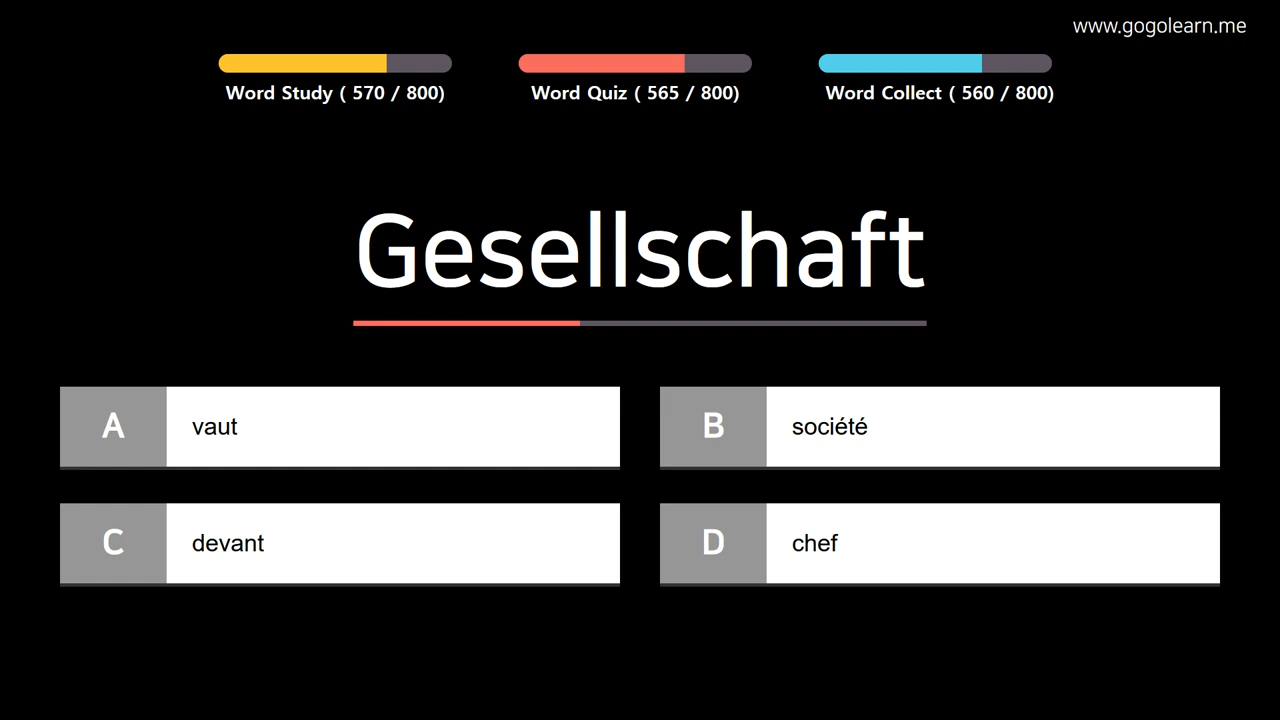 www.gogolearn.me
Word Study ( 570 / 800)
Word Quiz ( 565 / 800)
Word Collect ( 560 / 800)
Gesellschaft
A vaut
B société
C devant
D chef